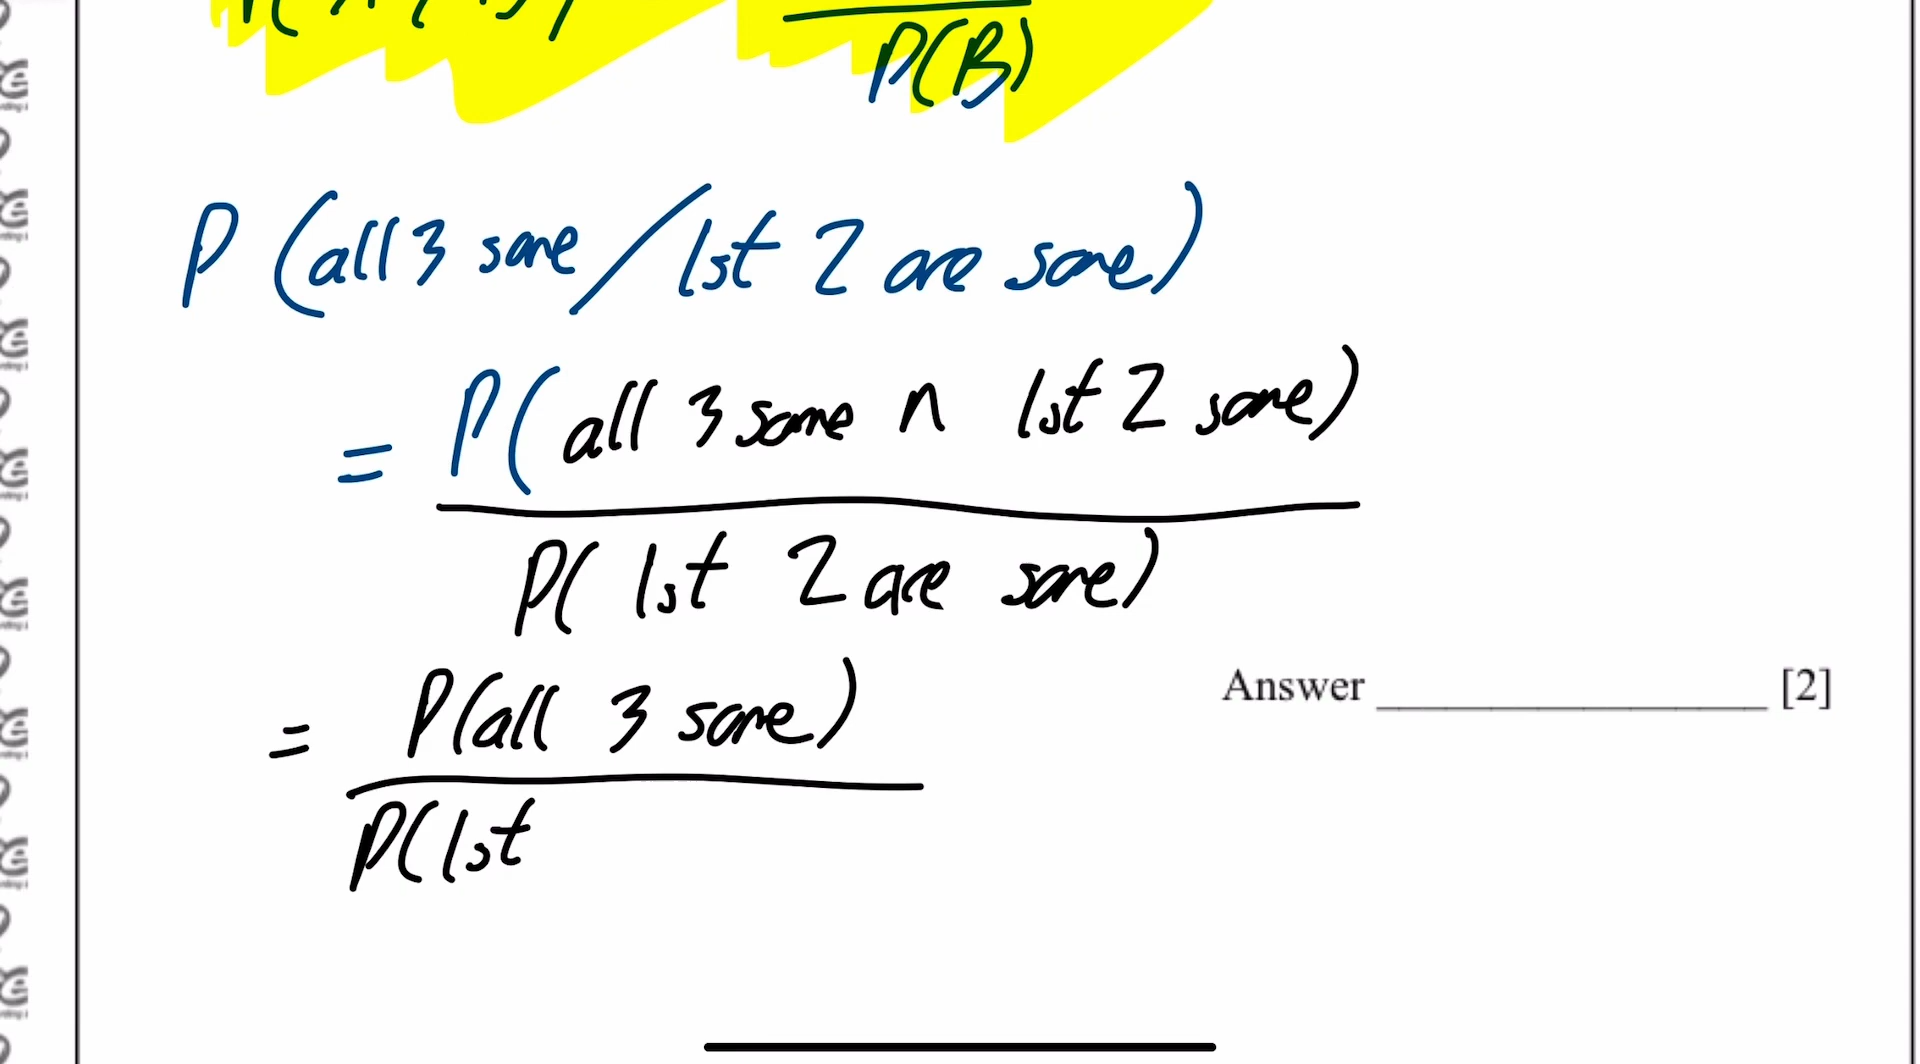 P(B)
P (all 3 same / 1st 2 are same)
= P( all 3 same ∩ 1st 2 same)
P( 1st 2 are same)
Answer ____________________ [2]
= P(all 3 same)
P(1st